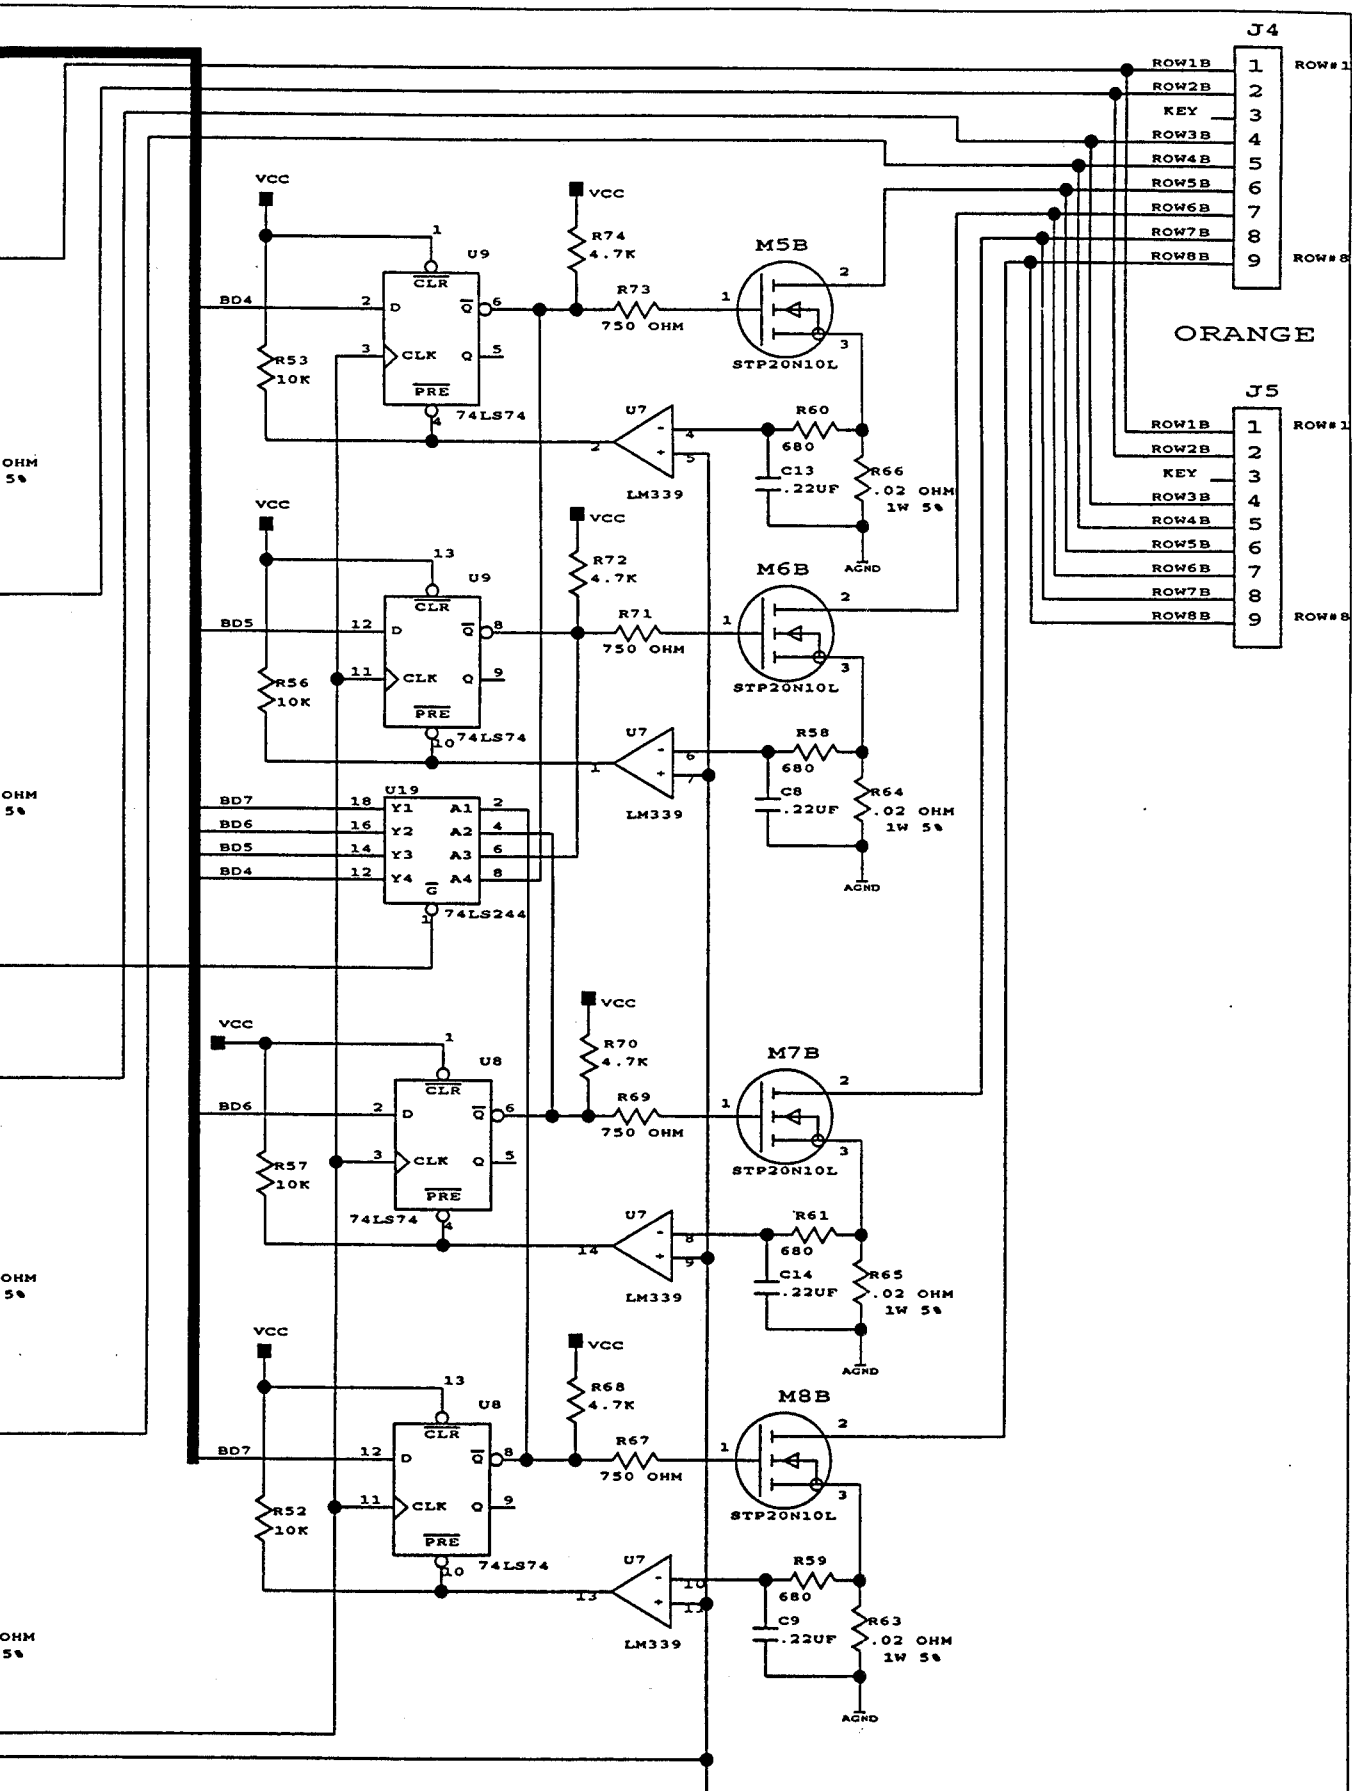 J4
ROW1B 1 ROW#1
ROW2B 2
KEY 3
ROW3B 4
ROW4B 5
ROW5B 6
ROW6B 7
ROW7B 8
ROW8B 9 ROW#8
ORANGE
J5
ROW1B 1 ROW#1
ROW2B 2
KEY 3
ROW3B 4
ROW4B 5
ROW5B 6
ROW6B 7
ROW7B 8
ROW8B 9 ROW#8
VCC
VCC
R74
4.7K
1
U9
CLR
BD4
2 D
Q 6
3 CLK
Q 5
PRE
4
74LS74
R53
10K
R73
750 OHM
M5B
1
2
3
STP20N10L
U7
2
-
4
+
5
LM339
R60
680
C13
.22UF
R66
.02 OHM
1W 5%
AGND
OHM
5%
VCC
VCC
R72
4.7K
13
U9
CLR
BD5
12 D
Q 8
11 CLK
Q 9
PRE
10
74LS74
R56
10K
R71
750 OHM
M6B
1
2
3
STP20N10L
U7
1
-
6
+
7
LM339
R58
680
C8
.22UF
R64
.02 OHM
1W 5%
AGND
OHM
5%
U19
BD7 18 Y1 A1 2
BD6 16 Y2 A2 4
BD5 14 Y3 A3 6
BD4 12 Y4 A4 8
G
1
74LS244
VCC
VCC
R70
4.7K
1
U8
CLR
BD6
2 D
Q 6
3 CLK
Q 5
PRE
4
74LS74
R57
10K
R69
750 OHM
M7B
1
2
3
STP20N10L
U7
14
-
8
+
9
LM339
R61
680
C14
.22UF
R65
.02 OHM
1W 5%
AGND
OHM
5%
VCC
VCC
R68
4.7K
13
U8
CLR
BD7
12 D
Q 8
11 CLK
Q 9
PRE
10
74LS74
R52
10K
R67
750 OHM
M8B
1
2
3
STP20N10L
U7
13
-
10
+
11
LM339
R59
680
C9
.22UF
R63
.02 OHM
1W 5%
AGND
OHM
5%